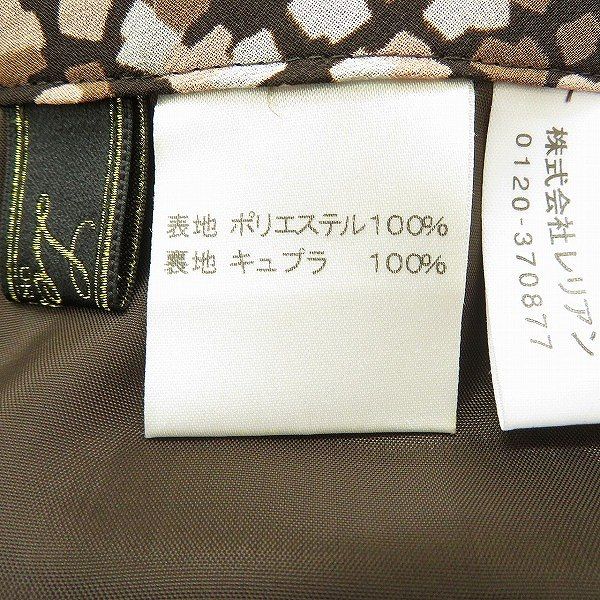 表地 ポリエステル100%
裏地 キュプラ 100%
株式会社レリアン
0120-370877